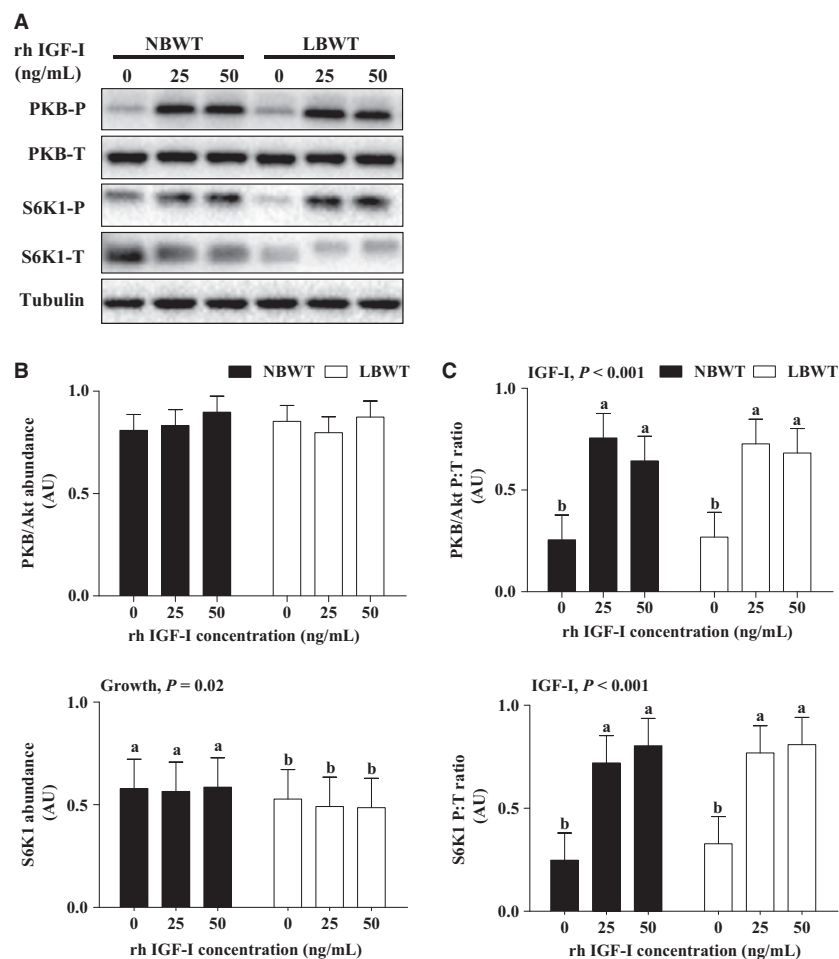 A
rh IGF-I NBWT LBWT
(ng/mL) 0 25 50 0 25 50
PKB-P
PKB-T
S6K1-P
S6K1-T
Tubulin
B
NBWT LBWT
PKB/Akt abundance
(AU)
1.0
0.5
0.0
0 25 50 0 25 50
rh IGF-I concentration (ng/mL)
Growth, P = 0.02
S6K1 abundance
(AU)
1.0
0.5
0.0
a a a b b b
0 25 50 0 25 50
rh IGF-I concentration (ng/mL)
C
IGF-I, P < 0.001 NBWT LBWT
PKB/Akt P:T ratio
(AU)
1.0
0.5
0.0
b a a b a a
0 25 50 0 25 50
rh IGF-I concentration (ng/mL)
IGF-I, P < 0.001
S6K1 P:T ratio
(AU)
1.0
0.5
0.0
b a a b a a
0 25 50 0 25 50
rh IGF-I concentration (ng/mL)